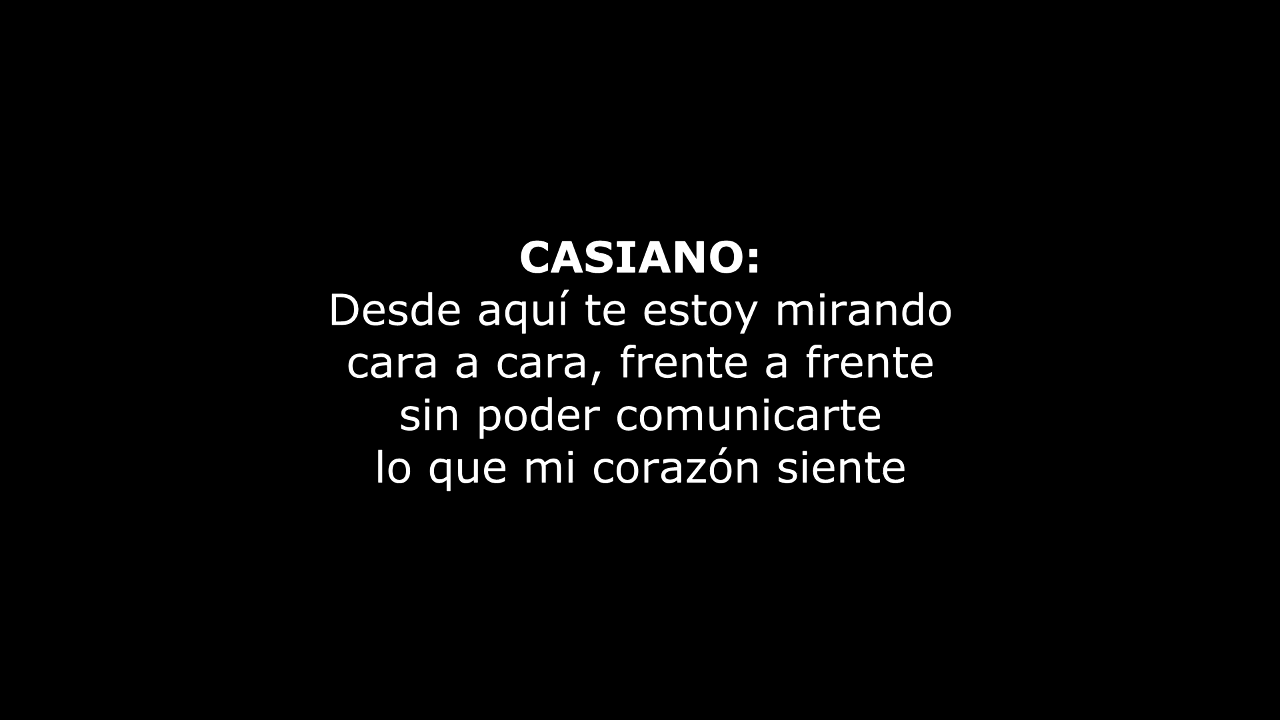 CASIANO:
Desde aquí te estoy mirando
cara a cara, frente a frente
sin poder comunicarte
lo que mi corazón siente